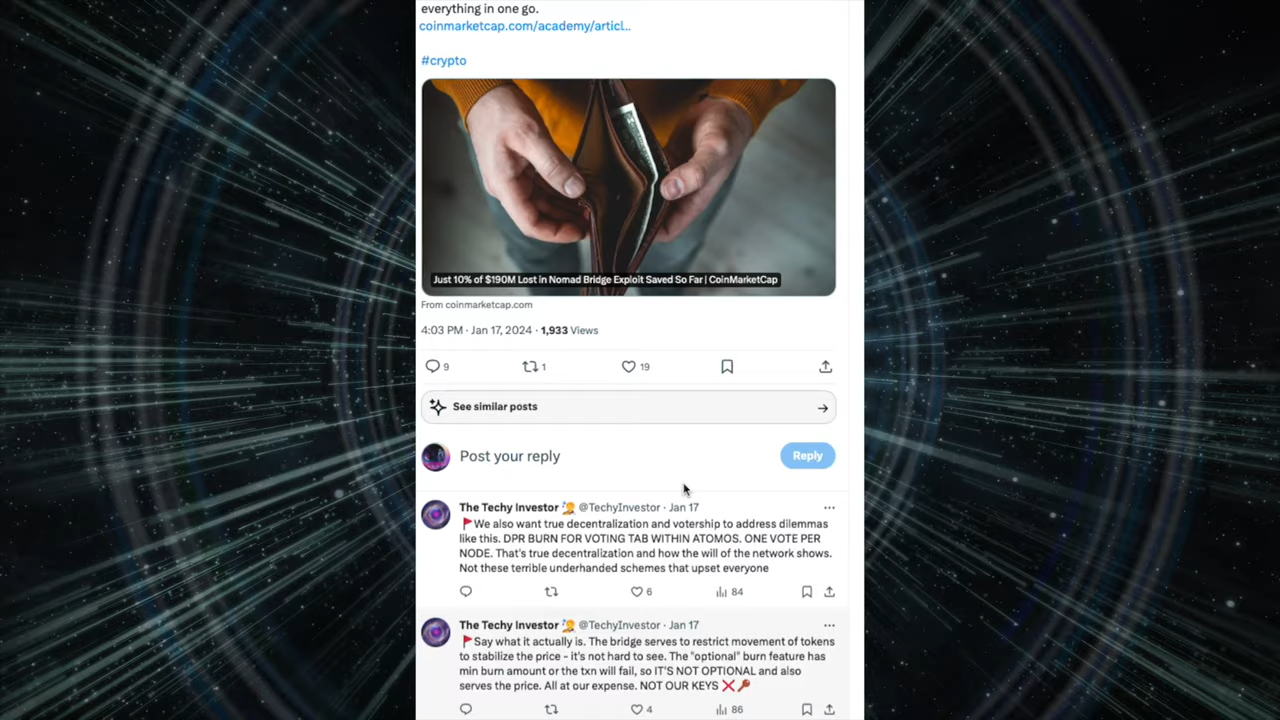 everything in one go.
coinmarketcap.com/academy/articl...
#crypto
Just 10% of $190M Lost in Nomad Bridge Exploit Saved So Far | CoinMarketCap
From coinmarketcap.com
4:03 PM · Jan 17, 2024 · 1,933 Views
9 1 19
See similar posts
Post your reply Reply
The Techy Investor @TechyInvestor · Jan 17
🚩We also want true decentralization and votership to address dilemmas
like this. DPR BURN FOR VOTING TAB WITHIN ATOMOS. ONE VOTE PER
NODE. That's true decentralization and how the will of the network shows.
Not these terrible underhanded schemes that upset everyone
6 84
The Techy Investor @TechyInvestor · Jan 17
🚩Say what it actually is. The bridge serves to restrict movement of tokens
to stabilize the price - it's not hard to see. The "optional" burn feature has
min burn amount or the txn will fail, so IT'S NOT OPTIONAL and also
serves the price. All at our expense. NOT OUR KEYS ❌🔑
4 86